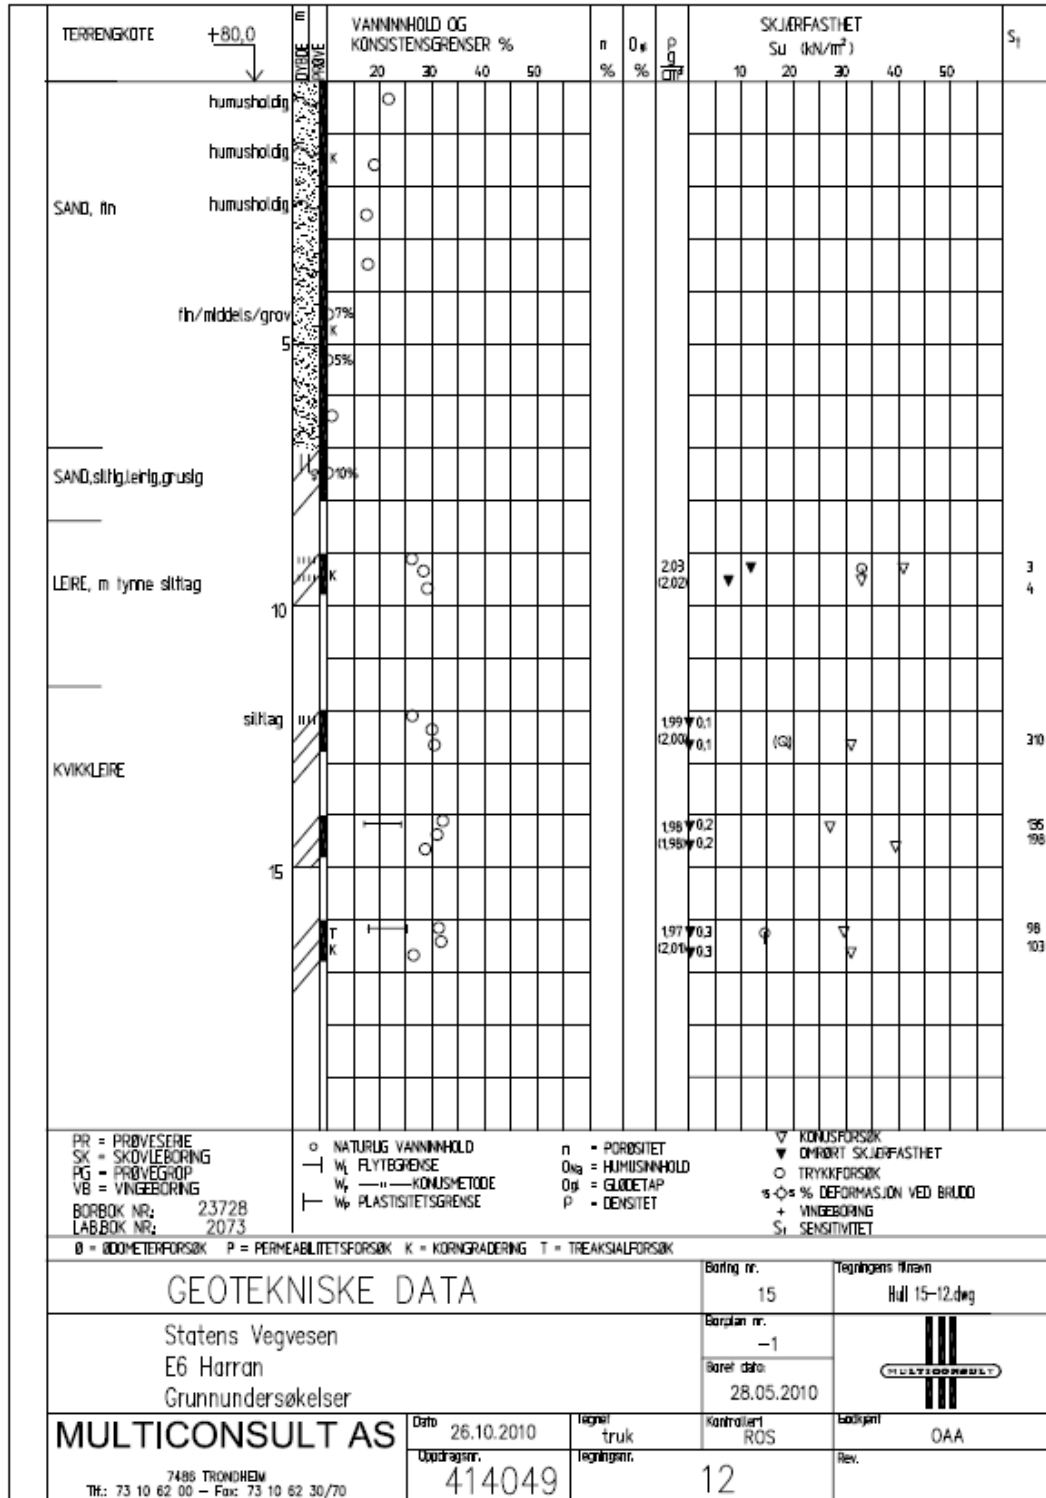 TERRENGKOTE +80,0
m
DYBDE
PRØVE
VANNINNHOLD OG
KONSISTENSGRENSER %
20 30 40 50
n
%
%
ρ
g
cm³
SKJÆRFASTHET
Su (kN/m²)
10 20 30 40 50
St
humusholdig
humusholdig
K
SAND, fin
humusholdig
fin/middels/grov
7%
K
5
5%
SAND,siltig,leirig,grusig
10%
LEIRE, m tynne siltlag
K
2.03
(2.02)
3
4
10
siltlag
1,99
0,1
(2.00)
0,1
310
KVIKKLEIRE
1,98
0,2
(1,98)
0,2
195
198
15
T
K
1,97
0,3
(2,01)
0,3
98
103
PR = PRØVESERIE
SK = SKOVLEBORING
PG = PRØVEGROP
VB = VINGEBORING
BORBOK NR: 23728
LAB.BOK NR: 2073
NATURLIG VANNINNHOLD
WL FLYTEGRENSE
WF —"— KONUSMETODE
WP PLASTISITETSGRENSE
n = PORØSITET
ONa = HUMUSINNHOLD
Ogl = GLØDETAP
ρ = DENSITET
KONUSFORSØK
OMRØRT SKJÆRFASTHET
TRYKKFORSØK
15 5 % DEFORMASJON VED BRUDD
+ VINGEBORING
St SENSITIVITET
Ø = ØDOMETERFORSØK P = PERMEABILITETSFORSØK K = KORNGRADERING T = TREAKSIALFORSØK
GEOTEKNISKE DATA
Boring nr.
15
Tegningens filnavn
Hull 15-12.dwg
Statens Vegvesen
E6 Harran
Grunnundersøkelser
Borplan nr.
-1
Boret dato:
28.05.2010
MULTICONSULT
MULTICONSULT AS
7486 TRONDHEIM
Tlf.: 73 10 62 00 - Fax: 73 10 62 30/70
Dato
26.10.2010
Tegnet
truk
Kontrollert
ROS
Godkjent
OAA
Oppdragsnr.
414049
Tegningsnr.
12
Rev.